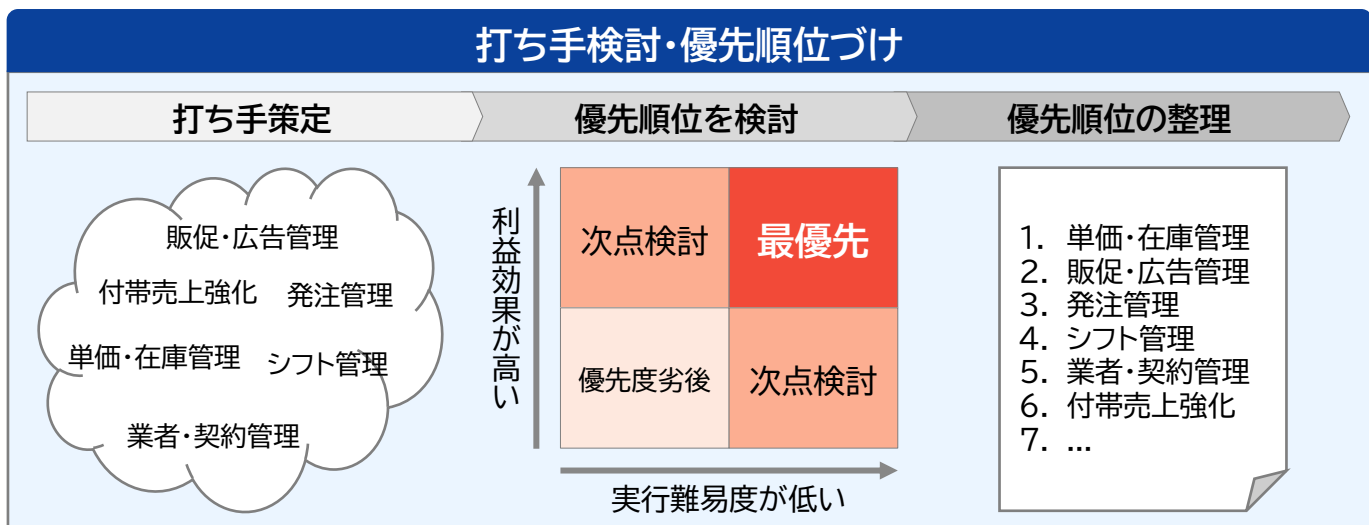 打ち手検討・優先順位づけ
打ち手策定
優先順位を検討
優先順位の整理
販促・広告管理
付帯売上強化
発注管理
単価・在庫管理
シフト管理
業者・契約管理
利益効果が高い
次点検討
最優先
優先度劣後
次点検討
実行難易度が低い
1. 単価・在庫管理
2. 販促・広告管理
3. 発注管理
4. シフト管理
5. 業者・契約管理
6. 付帯売上強化
7. ...